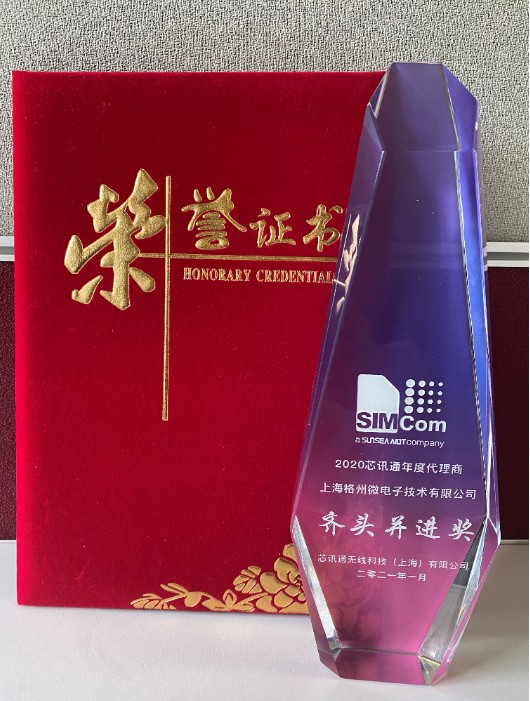 荣誉证书
HONORARY CREDENTIAL
SIMCom
a SUNSEA AIOT company
2020芯讯通年度代理商
上海格州微电子技术有限公司
齐头并进奖
芯讯通无线科技（上海）有限公司
二零二一年一月